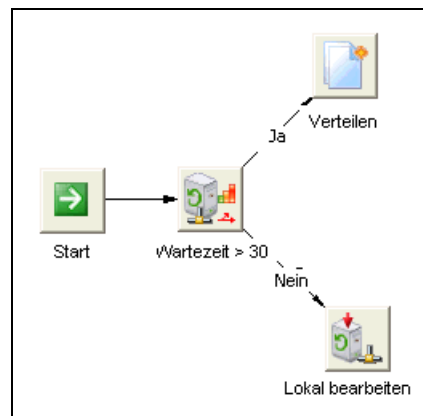 Verteilen
Ja
Start
Wartezeit > 30
Nein
Lokal bearbeiten